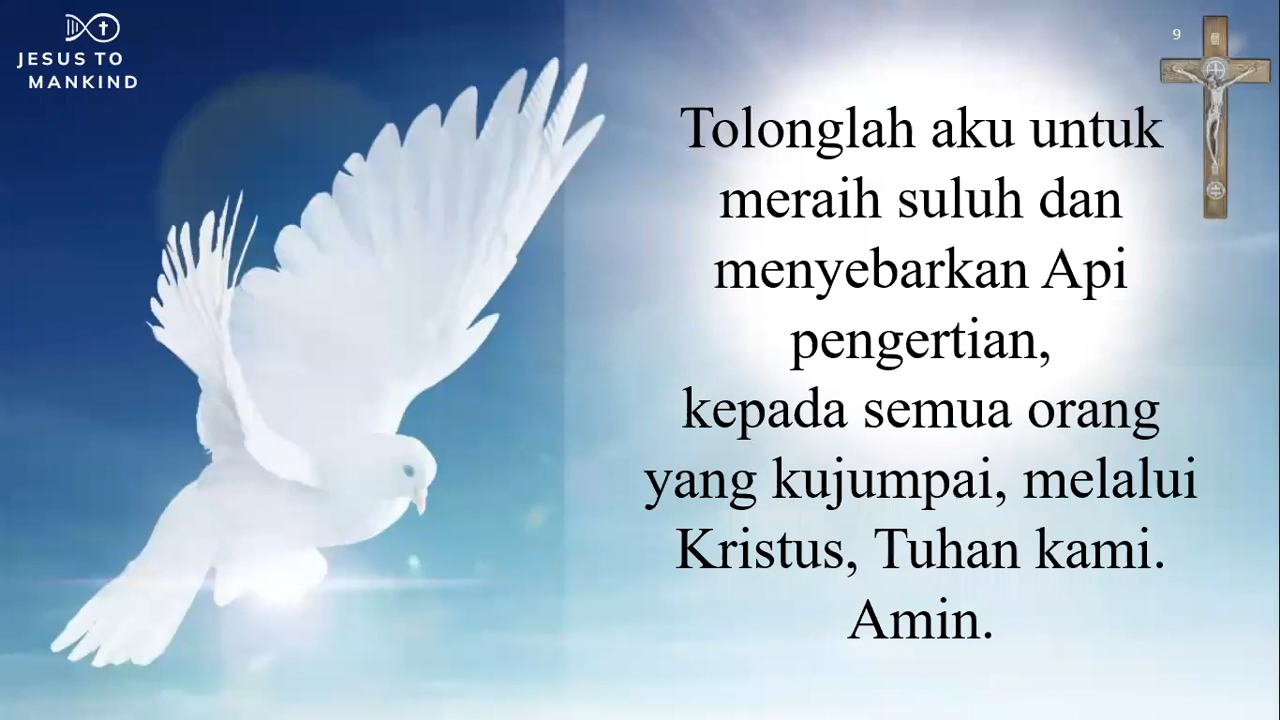 JESUS TO
MANKIND
9
Tolonglah aku untuk
meraih suluh dan
menyebarkan Api
pengertian,
kepada semua orang
yang kujumpai, melalui
Kristus, Tuhan kami.
Amin.